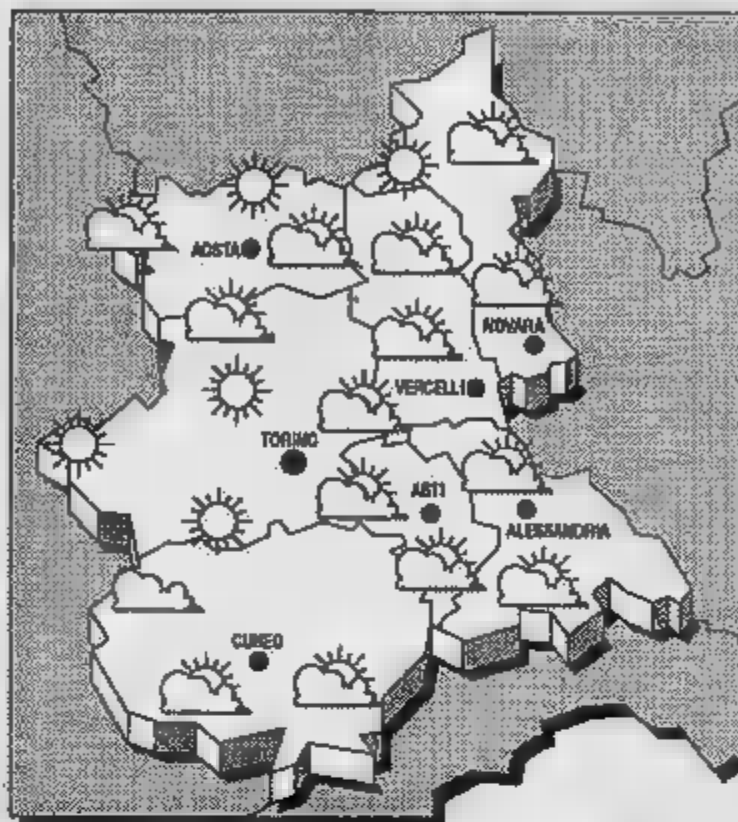 AOSTA
NOVARA
VERCELLI
TORINO
ASTI
ALESSANDRIA
CUNEO